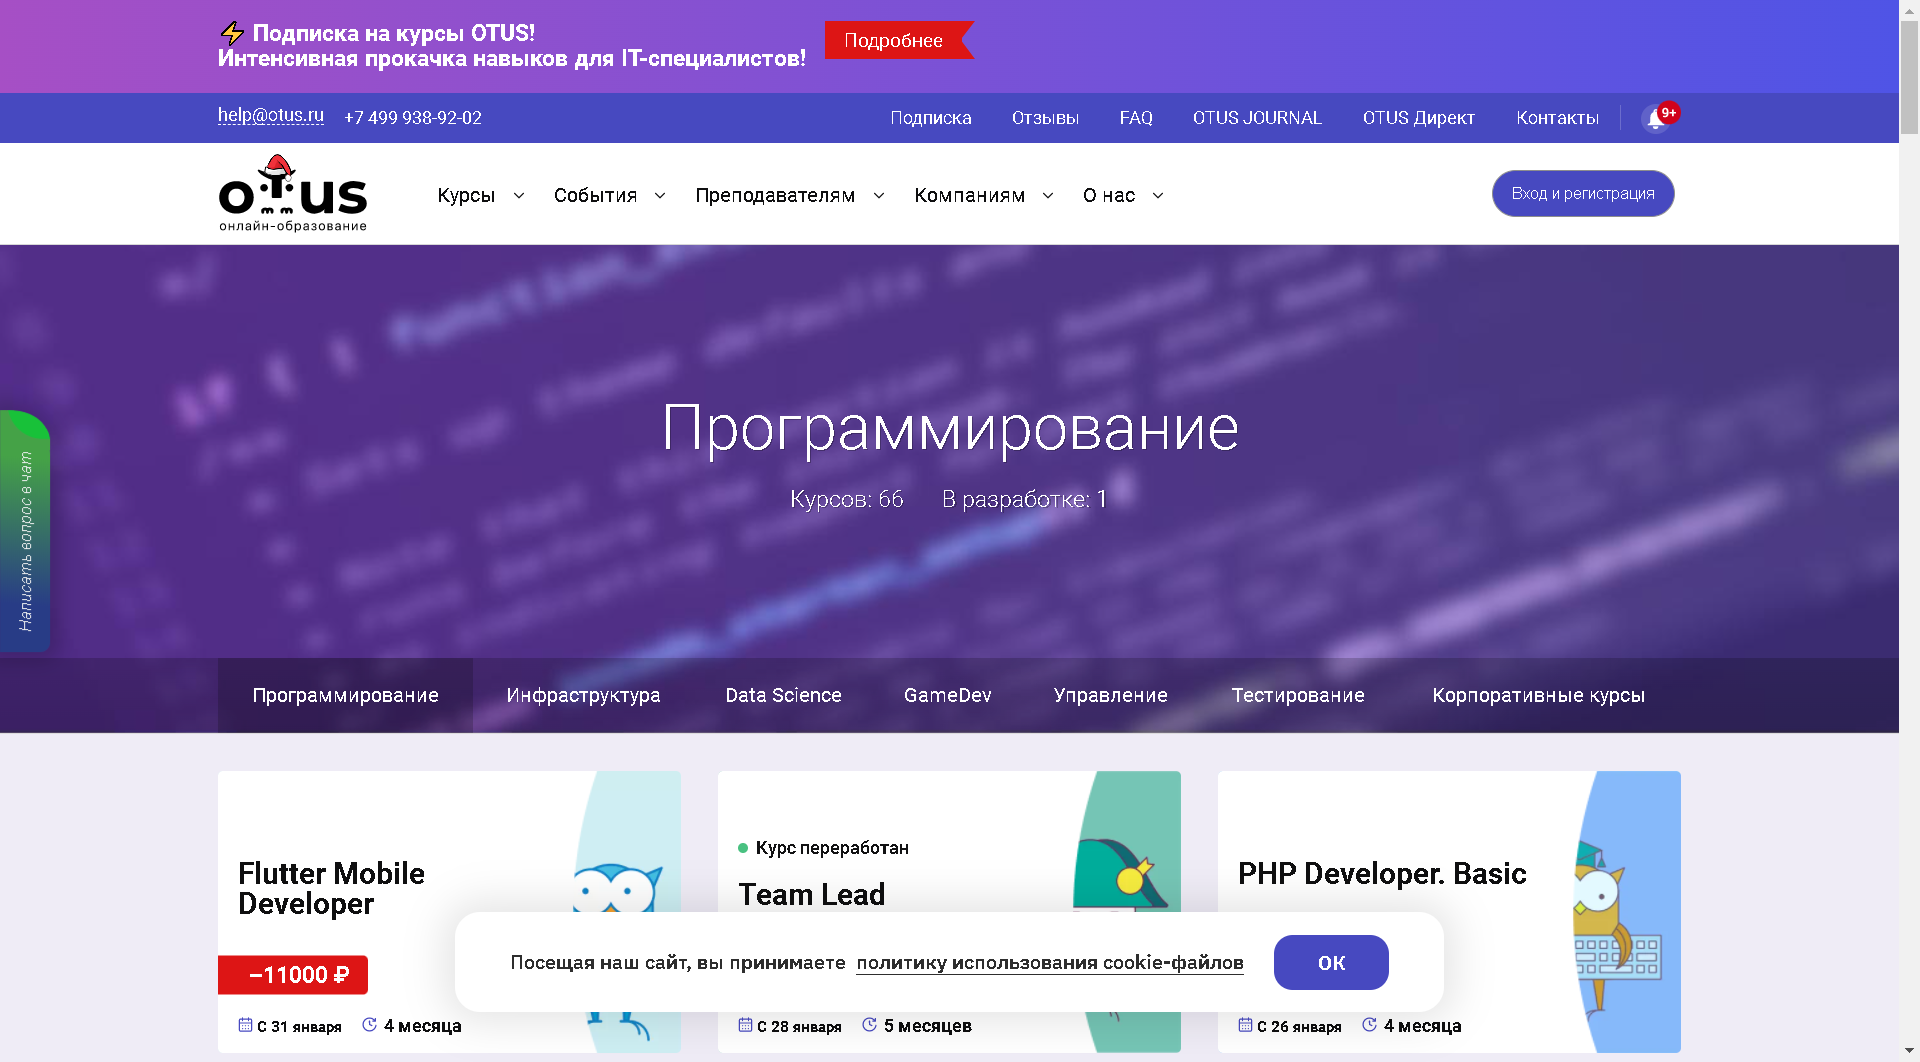 ⚡ Подписка на курсы OTUS!
Интенсивная прокачка навыков для IT-специалистов!
Подробнее
help@otus.ru
+7 499 938-92-02
Подписка
Отзывы
FAQ
OTUS JOURNAL
OTUS Директ
Контакты
9+
OTUS
онлайн-образование
Курсы
События
Преподавателям
Компаниям
О нас
Вход и регистрация
Программирование
Курсов: 66
В разработке: 1
Написать вопрос в чат
Программирование
Инфраструктура
Data Science
GameDev
Управление
Тестирование
Корпоративные курсы
Flutter Mobile
Developer
–11000 ₽
С 31 января
4 месяца
Курс переработан
Team Lead
С 28 января
5 месяцев
PHP Developer. Basic
С 26 января
4 месяца
Посещая наш сайт, вы принимаете политику использования cookie-файлов
ОК